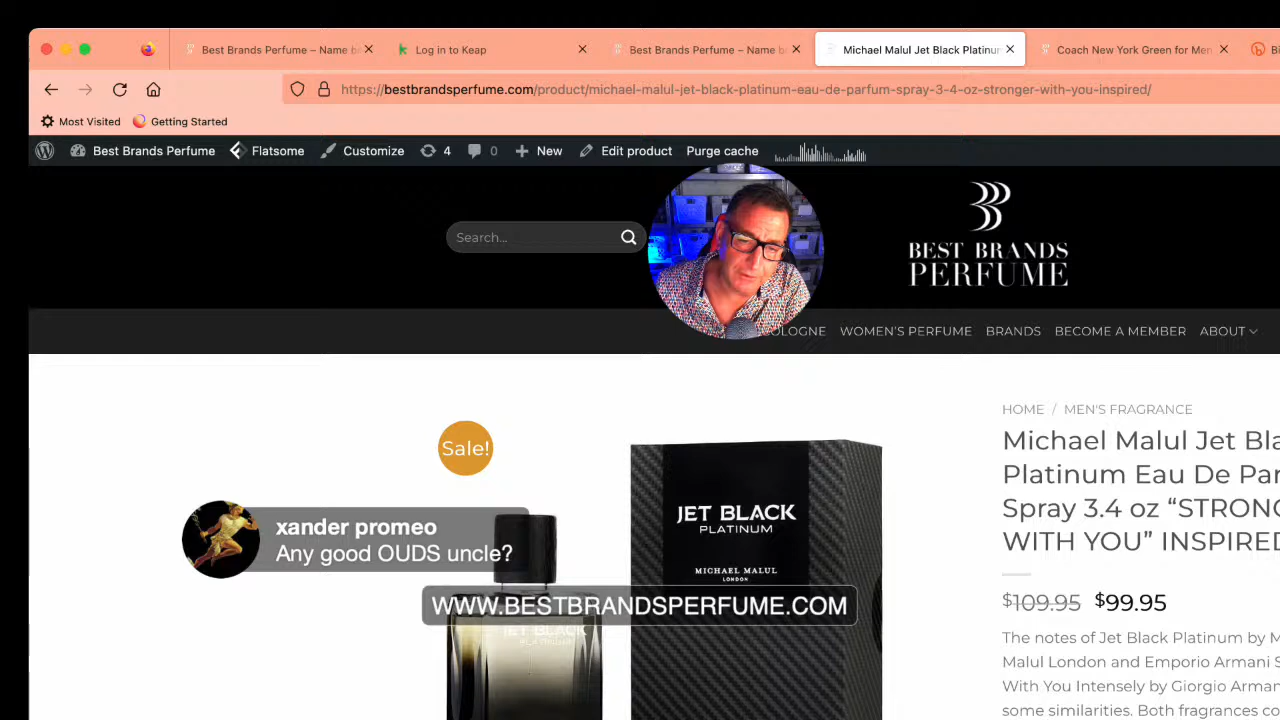 Best Brands Perfume – Name b
Log in to Keap
Best Brands Perfume – Name b
Michael Malul Jet Black Platinum
Coach New York Green for Men
Bi
https://bestbrandsperfume.com/product/michael-malul-jet-black-platinum-eau-de-parfum-spray-3-4-oz-stronger-with-you-inspired/
Most Visited
Getting Started
Best Brands Perfume
Flatsome
Customize
4
0
New
Edit product
Purge cache
Search...
BEST BRANDS
PERFUME
OLOGNE
WOMEN'S PERFUME
BRANDS
BECOME A MEMBER
ABOUT
HOME / MEN'S FRAGRANCE
Michael Malul Jet Bla
Platinum Eau De Par
Spray 3.4 oz “STRONG
WITH YOU” INSPIRED
$109.95 $99.95
The notes of Jet Black Platinum by M
Malul London and Emporio Armani S
With You Intensely by Giorgio Arman
some similarities. Both fragrances co
Sale!
JET BLACK
PLATINUM
MICHAEL MALUL
LONDON
xander promeo
Any good OUDS uncle?
WWW.BESTBRANDSPERFUME.COM
JET BLACK
PLATINUM